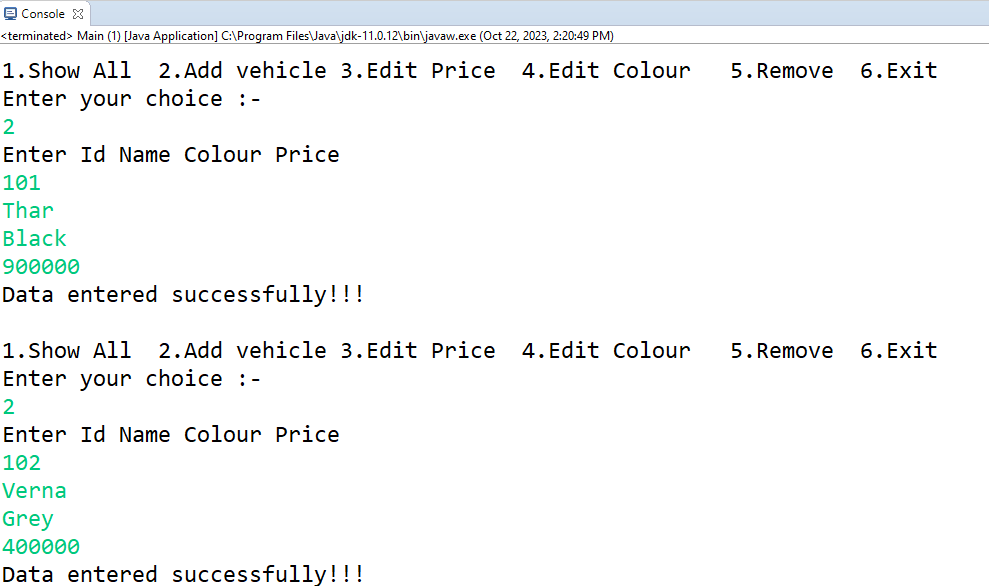 Console
<terminated> Main (1) [Java Application] C:\Program Files\Java\jdk-11.0.12\bin\javaw.exe (Oct 22, 2023, 2:20:49 PM)
1.Show All  2.Add vehicle 3.Edit Price  4.Edit Colour   5.Remove  6.Exit
Enter your choice :-
2
Enter Id Name Colour Price
101
Thar
Black
900000
Data entered successfully!!!
1.Show All  2.Add vehicle 3.Edit Price  4.Edit Colour   5.Remove  6.Exit
Enter your choice :-
2
Enter Id Name Colour Price
102
Verna
Grey
400000
Data entered successfully!!!